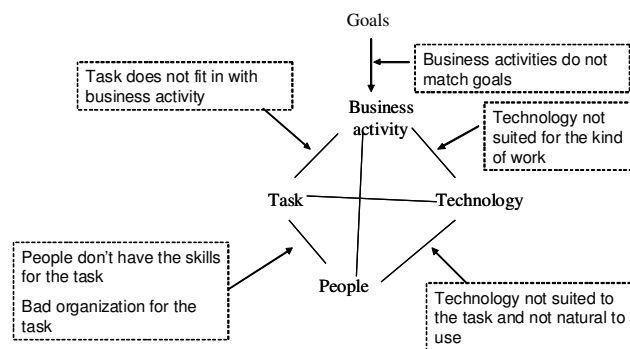 Goals
Business activities do not
match goals
Task does not fit in with
business activity
Business
activity
Technology not
suited for the kind
of work
Task
Technology
People don't have the skills
for the task
Bad organization for the
task
People
Technology not suited to
the task and not natural to
use